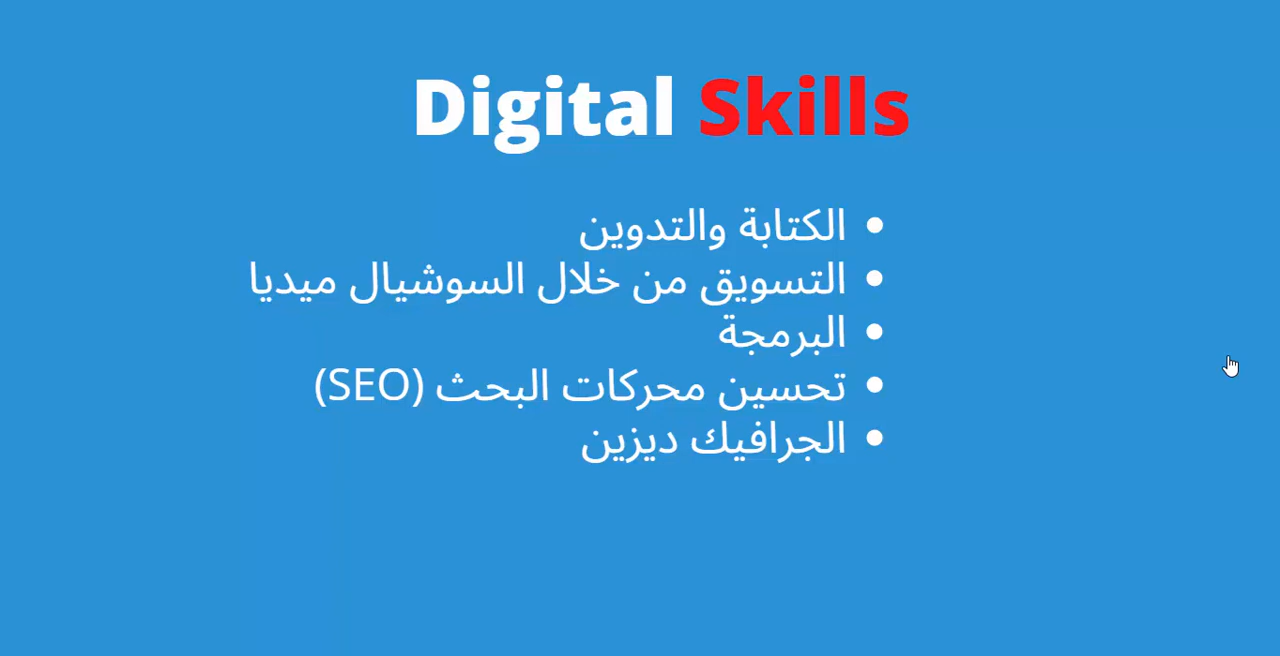 Digital Skills
• الكتابة والتدوين
• التسويق من خلال السوشيال ميديا
• البرمجة
• تحسين محركات البحث (SEO)
• الجرافيك ديزين